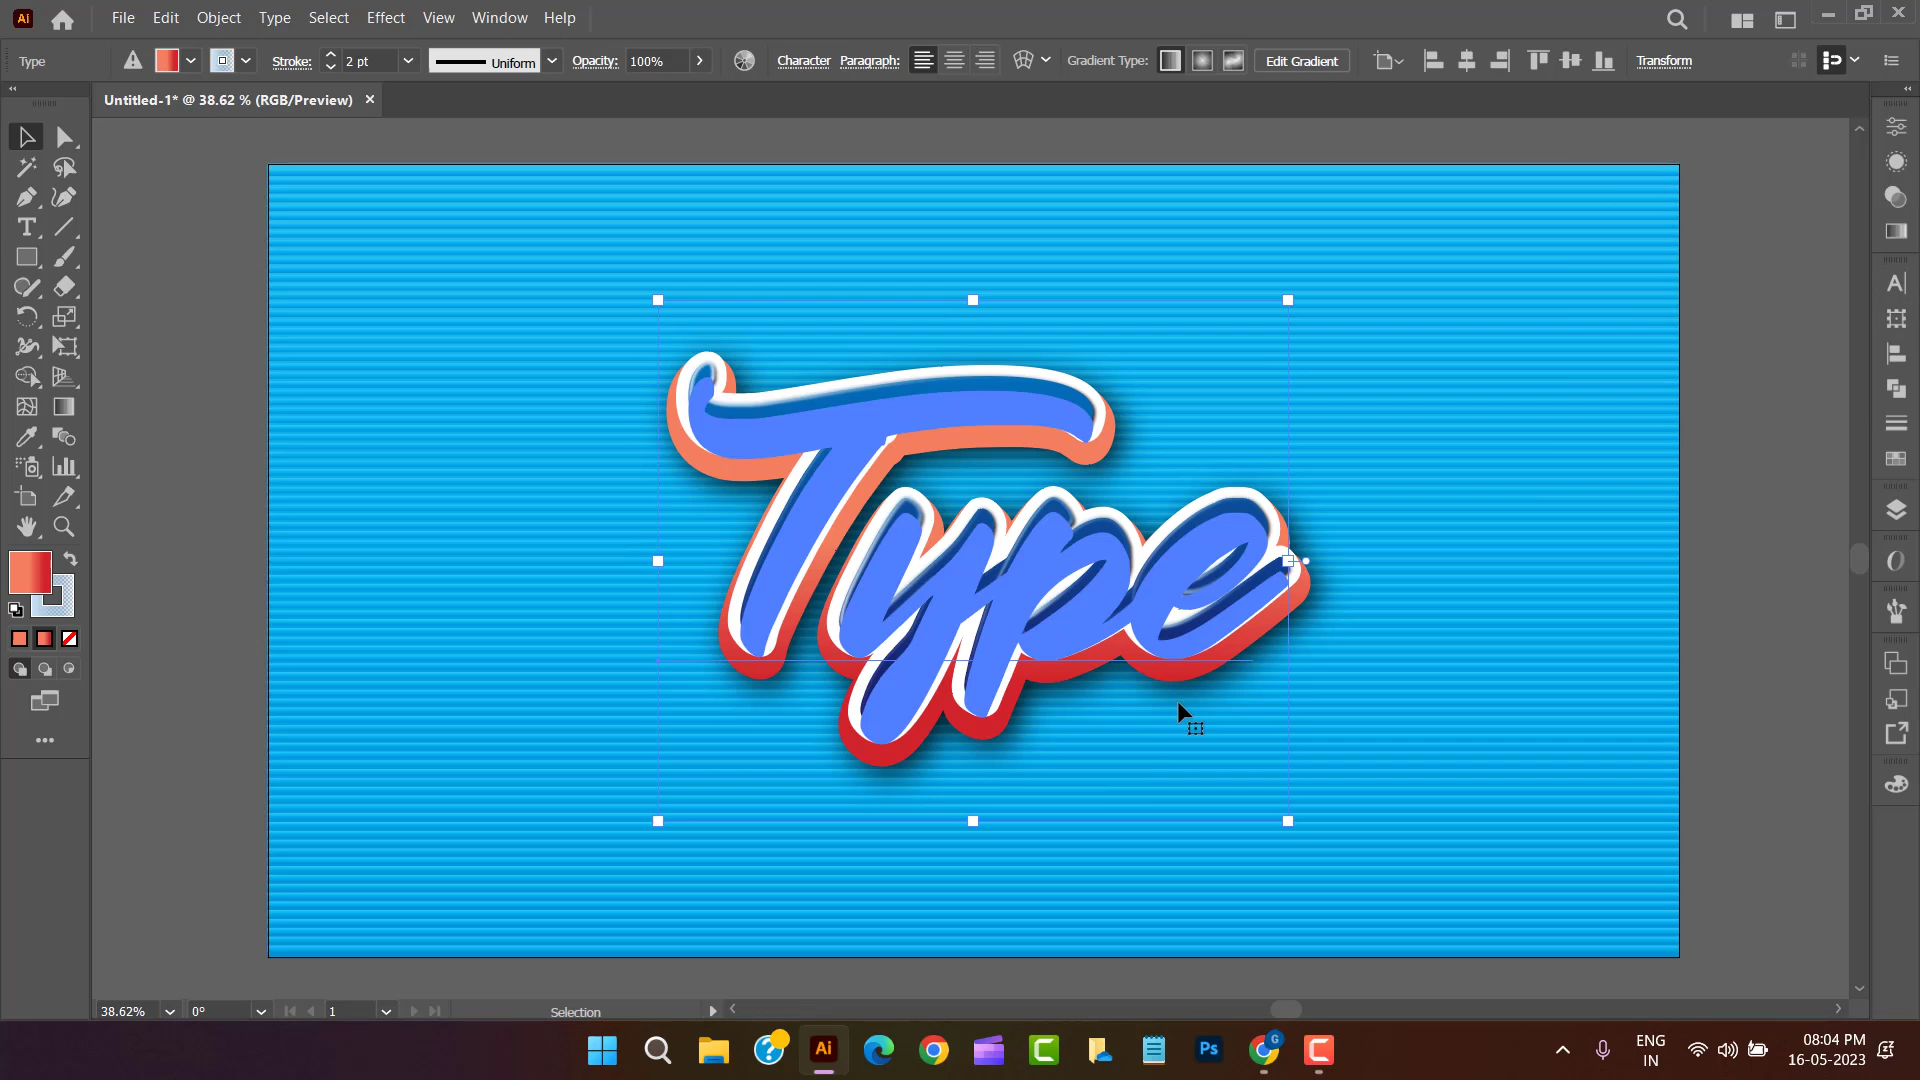 Ai File Edit Object Type Select Effect View Window Help
Type Stroke: 2 pt Uniform Opacity: 100% Character Paragraph: Gradient Type: Edit Gradient Transform
Untitled-1* @ 38.62 % (RGB/Preview)
Type
38.62% 0° 1 Selection
Ai Ps G ENG IN 08:04 PM 16-05-2023